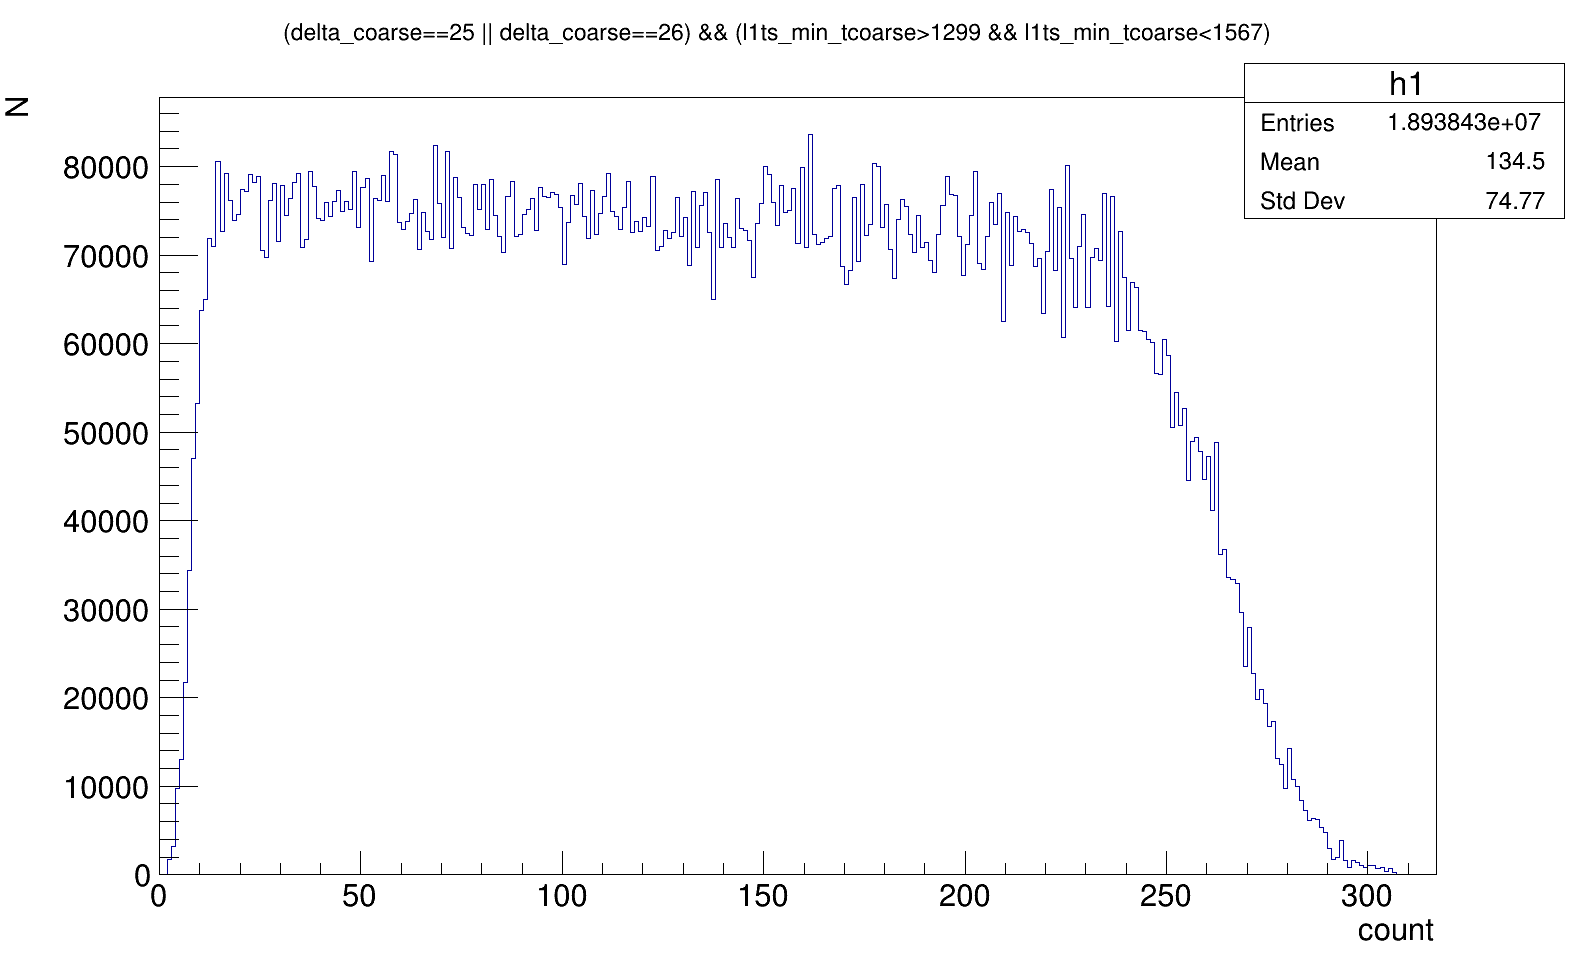 (delta_coarse==25 || delta_coarse==26) && (l1ts_min_tcoarse>1299 && l1ts_min_tcoarse<1567)
h1
Entries 1.893843e+07
Mean 134.5
Std Dev 74.77
N
80000
70000
60000
50000
40000
30000
20000
10000
0
0 50 100 150 200 250 300
count